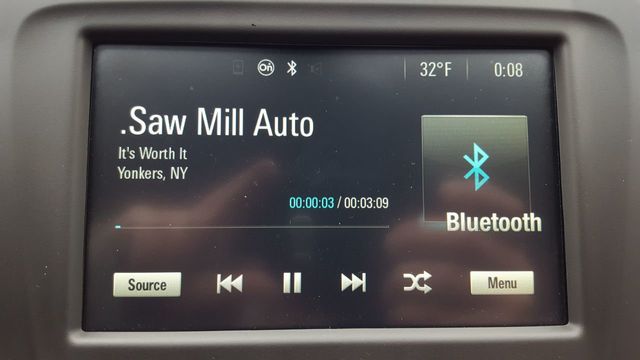 On 32°F 0:08
.Saw Mill Auto
It's Worth It
Yonkers, NY
00:00:03 / 00:03:09
Bluetooth
Source Menu